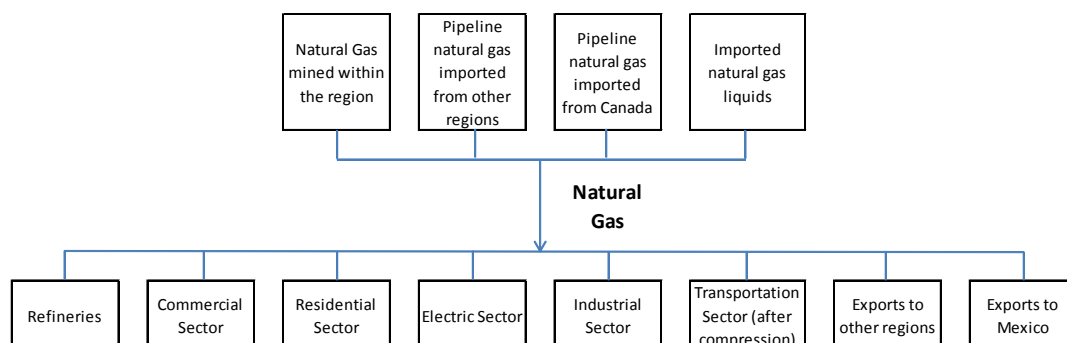 Natural Gas
mined within
the region
Pipeline
natural gas
imported
from other
regions
Pipeline
natural gas
imported
from Canada
Imported
natural gas
liquids
Natural
Gas
Refineries
Commercial
Sector
Residential
Sector
Electric Sector
Industrial
Sector
Transportation
Sector (after
compression)
Exports to
other regions
Exports to
Mexico